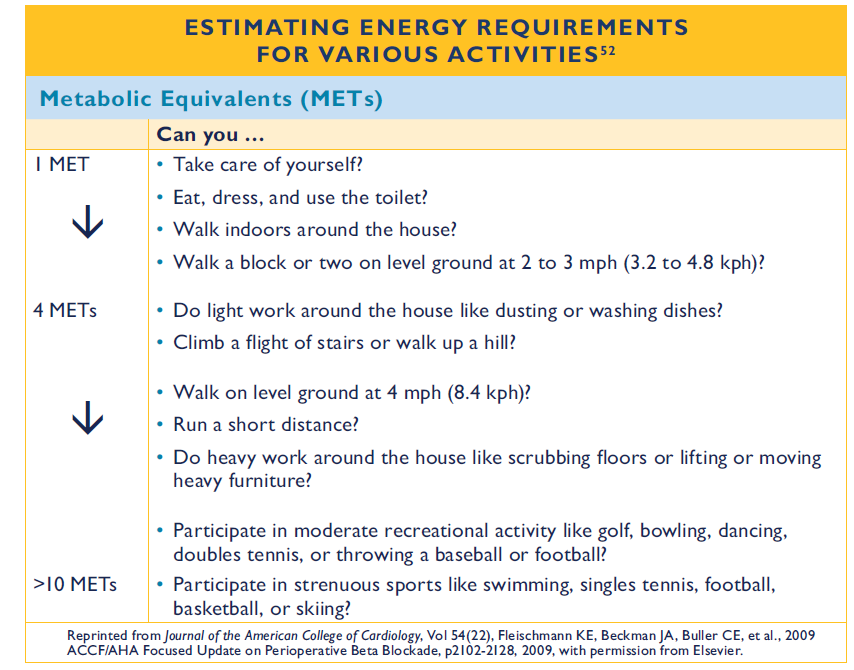 ESTIMATING ENERGY REQUIREMENTS
FOR VARIOUS ACTIVITIES52
Metabolic Equivalents (METs)
Can you …
1 MET
• Take care of yourself?
• Eat, dress, and use the toilet?
• Walk indoors around the house?
• Walk a block or two on level ground at 2 to 3 mph (3.2 to 4.8 kph)?
4 METs
• Do light work around the house like dusting or washing dishes?
• Climb a flight of stairs or walk up a hill?
• Walk on level ground at 4 mph (8.4 kph)?
• Run a short distance?
• Do heavy work around the house like scrubbing floors or lifting or moving
heavy furniture?
• Participate in moderate recreational activity like golf, bowling, dancing,
doubles tennis, or throwing a baseball or football?
>10 METs
• Participate in strenuous sports like swimming, singles tennis, football,
basketball, or skiing?
Reprinted from Journal of the American College of Cardiology, Vol 54(22), Fleischmann KE, Beckman JA, Buller CE, et al., 2009
ACCF/AHA Focused Update on Perioperative Beta Blockade, p2102-2128, 2009, with permission from Elsevier.